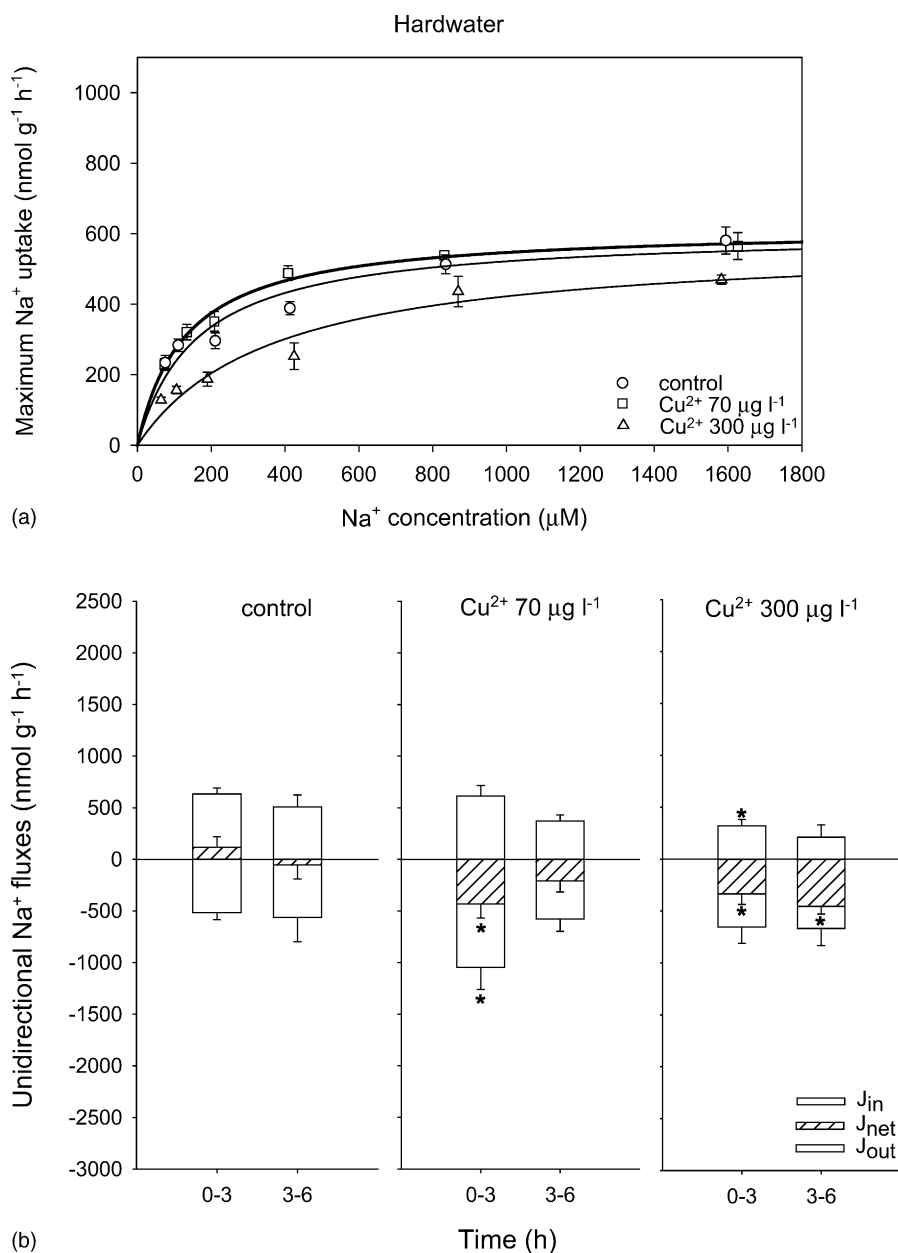 Hardwater
Maximum Na⁺ uptake (nmol g⁻¹ h⁻¹)
1000
800
600
400
200
0
control
Cu²⁺ 70 µg l⁻¹
Cu²⁺ 300 µg l⁻¹
0 200 400 600 800 1000 1200 1400 1600 1800
(a)
Na⁺ concentration (µM)
Unidirectional Na⁺ fluxes (nmol g⁻¹ h⁻¹)
control
Cu²⁺ 70 µg l⁻¹
Cu²⁺ 300 µg l⁻¹
2500
2000
1500
1000
500
0
-500
-1000
-1500
-2000
-2500
-3000
*
*
*
*
*
J_in
J_net
J_out
0-3 3-6 0-3 3-6 0-3 3-6
(b)
Time (h)